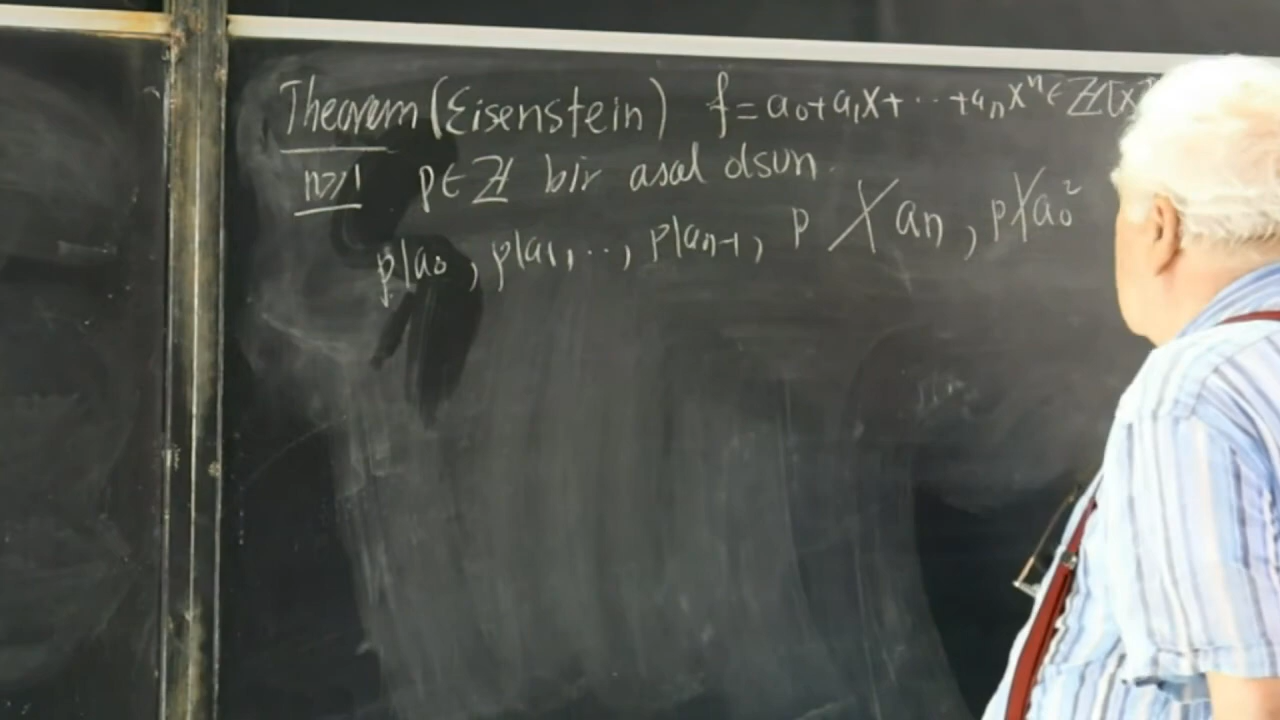 Theorem (Eisenstein) f = a₀ + a₁x + ··· + aₙxⁿ ∈ ℤ[x]
n≥1 p∈ℤ bir asal olsun.
p|a₀, p|a₁, ..., p|aₙ₋₁, p∤aₙ, p∤a₀²